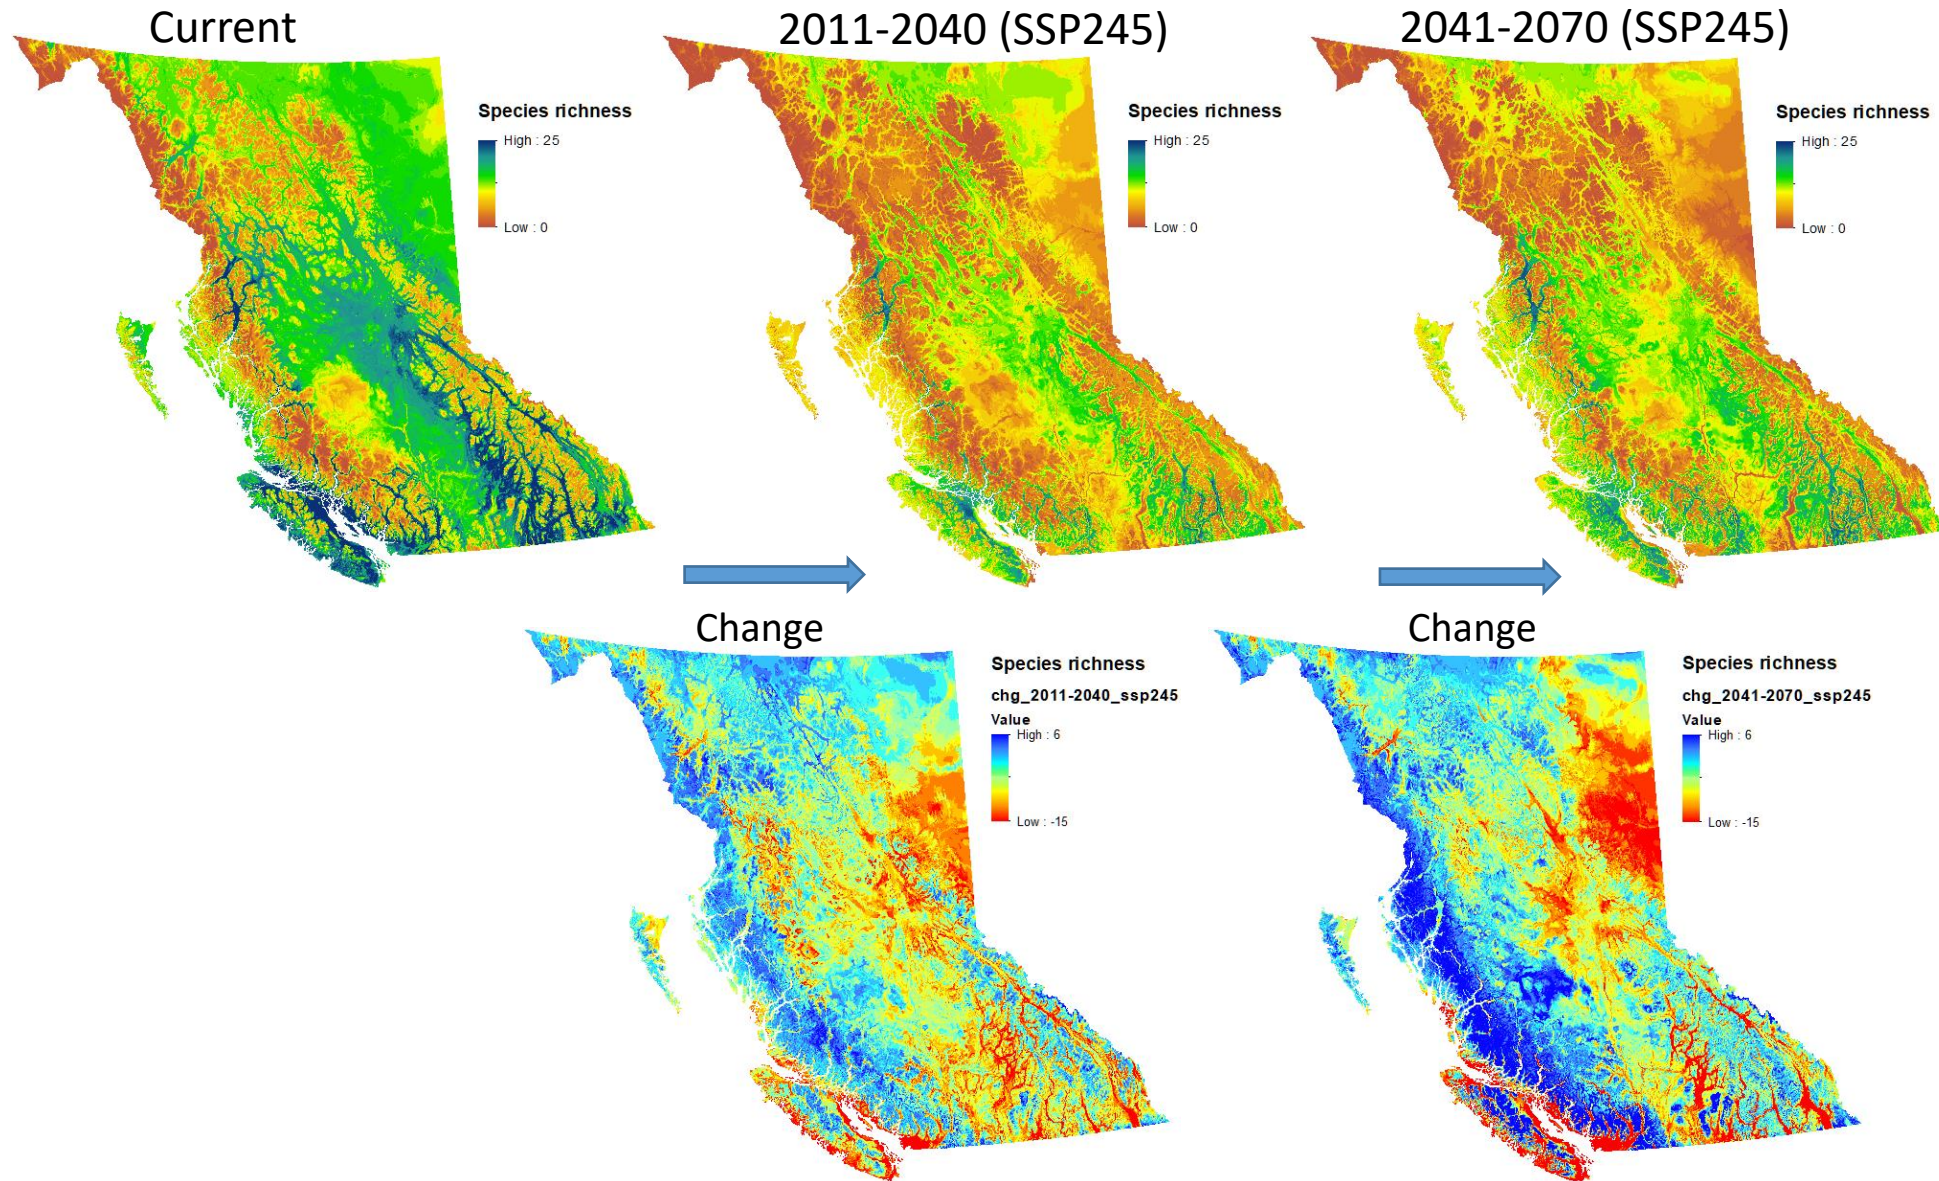 Current
2011-2040 (SSP245)
2041-2070 (SSP245)
Species richness
High : 25
Low : 0
Species richness
High : 25
Low : 0
Species richness
High : 25
Low : 0
Change
Change
Species richness
chg_2011-2040_ssp245
Value
High : 6
Low : -15
Species richness
chg_2041-2070_ssp245
Value
High : 6
Low : -15